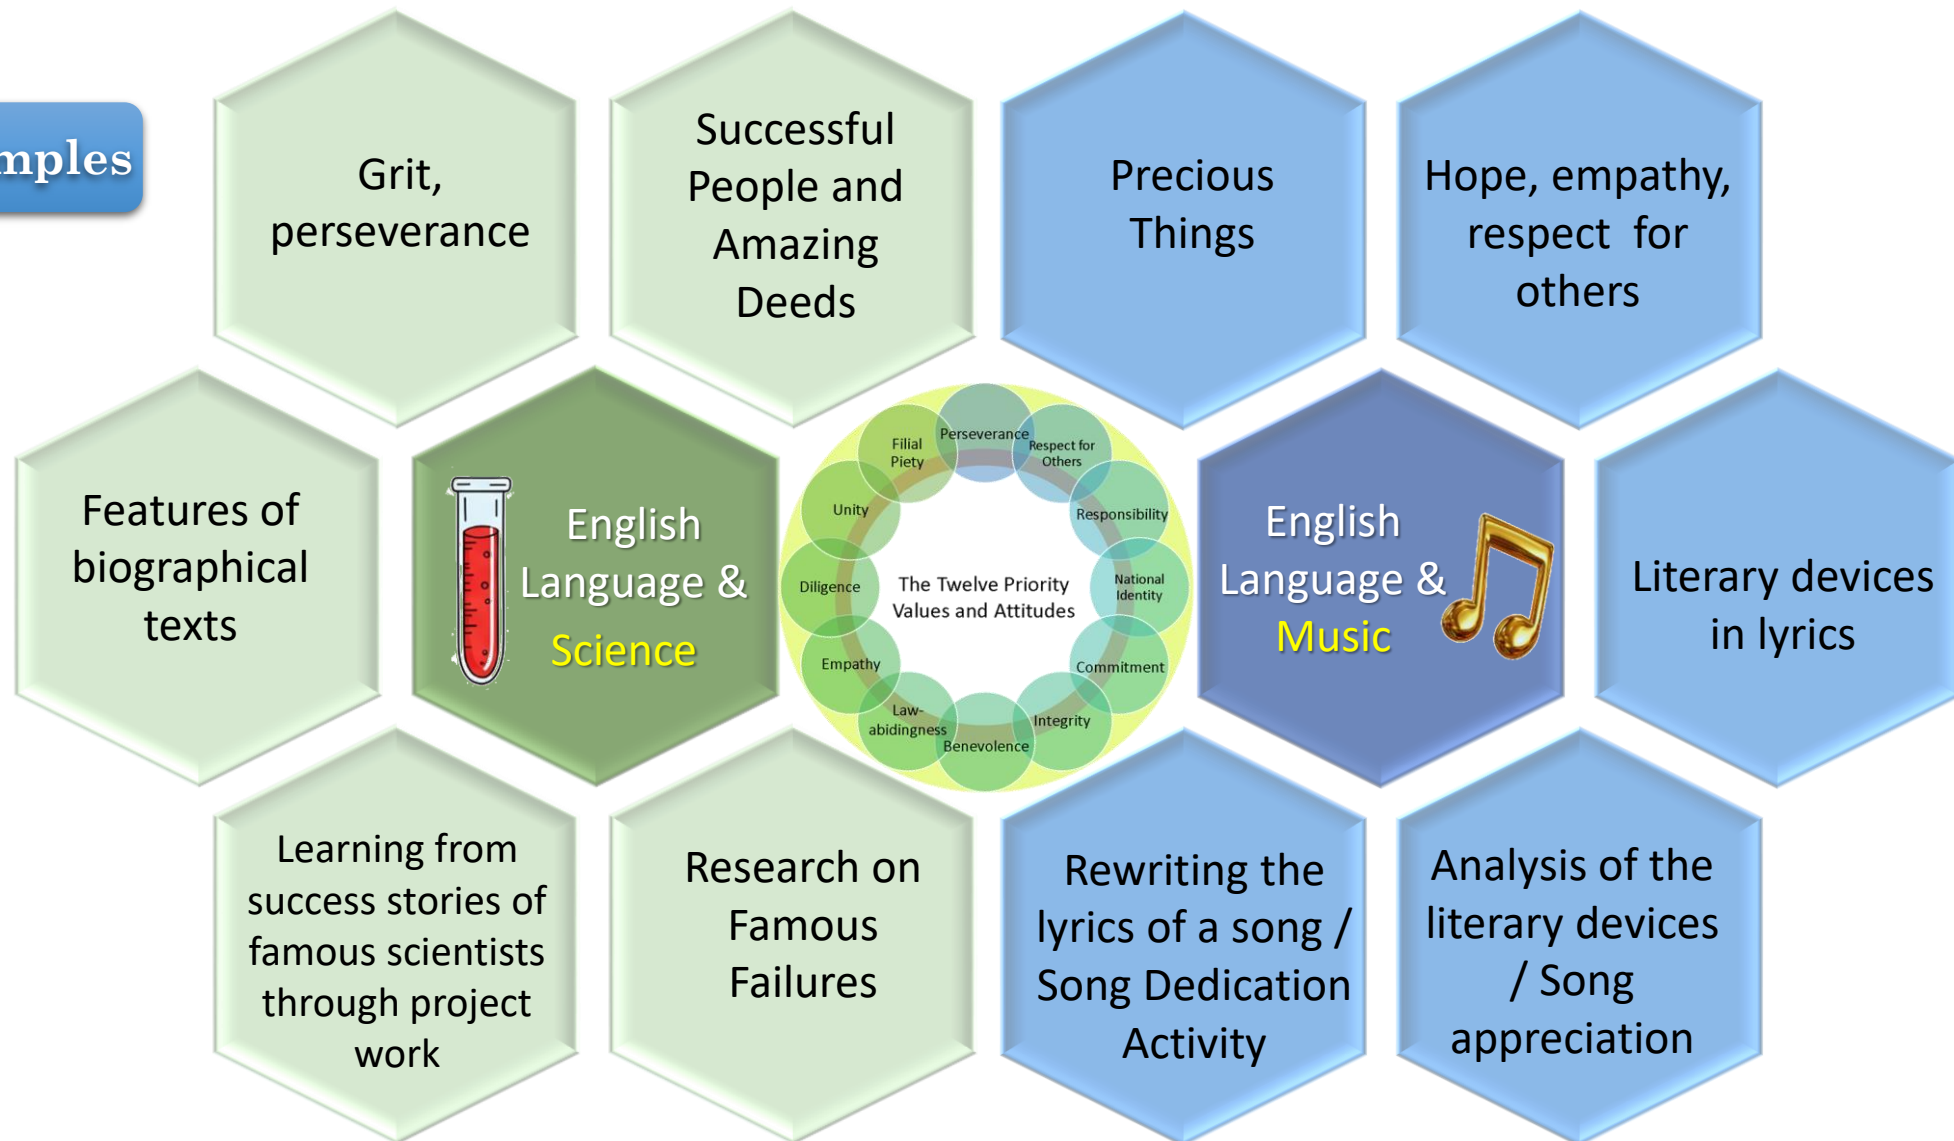 mples
Grit,
perseverance
Successful
People and
Amazing
Deeds
Precious
Things
Hope, empathy,
respect for
others
Features of
biographical
texts
English
Language &
Science
Perseverance
Respect for
Others
Responsibility
National
Identity
Commitment
Integrity
Benevolence
Law-
abidingness
Empathy
Diligence
Unity
Filial
Piety
The Twelve Priority
Values and Attitudes
English
Language &
Music
Literary devices
in lyrics
Learning from
success stories of
famous scientists
through project
work
Research on
Famous
Failures
Rewriting the
lyrics of a song /
Song Dedication
Activity
Analysis of the
literary devices
/ Song
appreciation